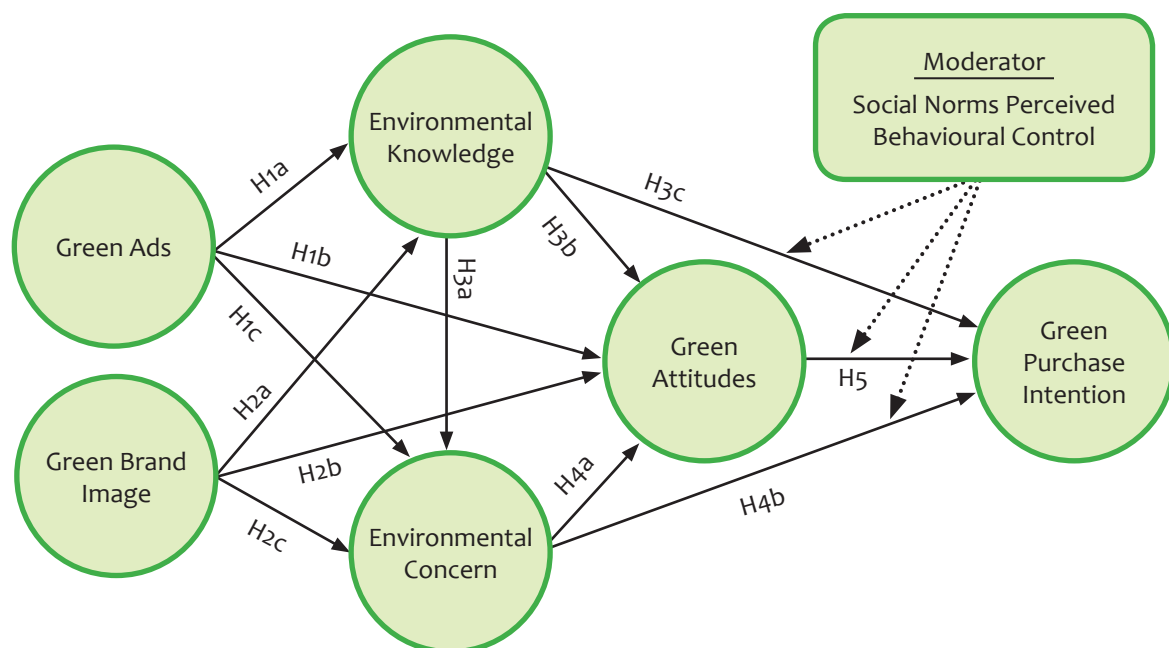 Moderator
Social Norms Perceived
Behavioural Control
Environmental
Knowledge
Green Ads
Green Brand
Image
Environmental
Concern
Green
Attitudes
Green
Purchase
Intention
H1a
H1b
H1c
H2a
H2b
H2c
H3a
H3b
H3c
H4a
H4b
H5